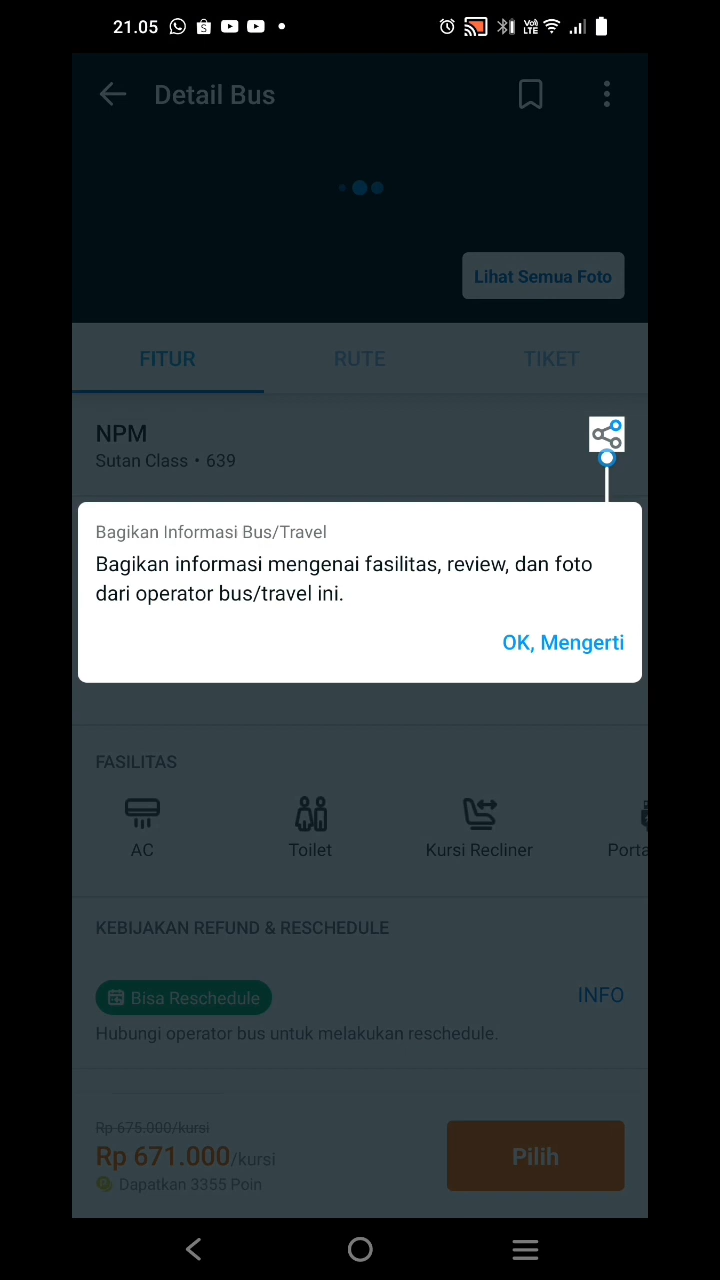 21.05
Detail Bus
Lihat Semua Foto
FITUR RUTE TIKET
NPM
Sutan Class • 639
Bagikan Informasi Bus/Travel
Bagikan informasi mengenai fasilitas, review, dan foto
dari operator bus/travel ini.
OK, Mengerti
FASILITAS
AC Toilet Kursi Recliner Porta
KEBIJAKAN REFUND & RESCHEDULE
Bisa Reschedule INFO
Hubungi operator bus untuk melakukan reschedule.
Rp 675.000/kursi
Rp 671.000/kursi
Pilih
Dapatkan 3355 Poin